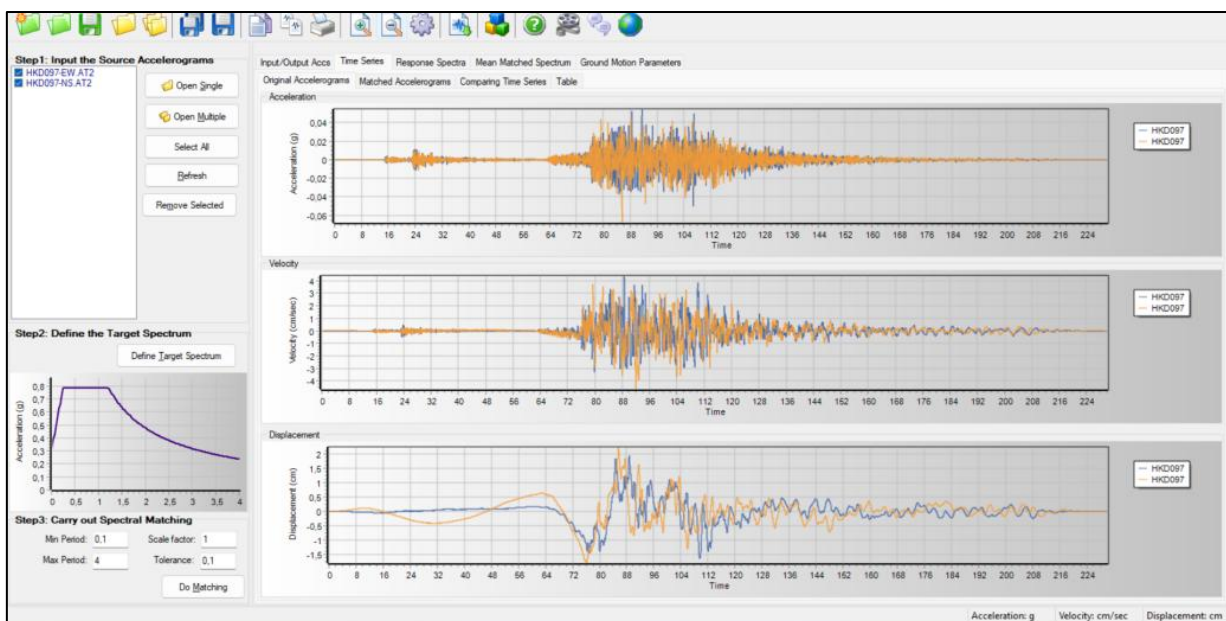 Step1: Input the Source Accelerograms
HKD097-EW.AT2
HKD097-NS.AT2
Open Single
Open Multiple
Select All
Refresh
Remove Selected
Step2: Define the Target Spectrum
Define Target Spectrum
Acceleration (g)
0,8
0,7
0,6
0,5
0,4
0,3
0,2
0,1
0
0 0,5 1 1,5 2 2,5 3 3,5 4
Step3: Carry out Spectral Matching
Min Period: 0,1 Scale factor: 1
Max Period: 4 Tolerance: 0,1
Do Matching
Input/Output Accs Time Series Response Spectra Mean Matched Spectrum Ground Motion Parameters
Original Accelerograms Matched Accelerograms Comparing Time Series Table
Acceleration
Acceleration (g)
0,04
0,02
0
-0,02
-0,04
-0,06
0 8 16 24 32 40 48 56 64 72 80 88 96 104 112 120 128 136 144 152 160 168 176 184 192 200 208 216 224
Time
HKD097
HKD097
Velocity
Velocity (cm/sec)
4
3
2
1
0
-1
-2
-3
-4
0 8 16 24 32 40 48 56 64 72 80 88 96 104 112 120 128 136 144 152 160 168 176 184 192 200 208 216 224
Time
HKD097
HKD097
Displacement
Displacement (cm)
2
1,5
1
0,5
0
-0,5
-1
-1,5
0 8 16 24 32 40 48 56 64 72 80 88 96 104 112 120 128 136 144 152 160 168 176 184 192 200 208 216 224
Time
HKD097
HKD097
Acceleration: g Velocity: cm/sec Displacement: cm